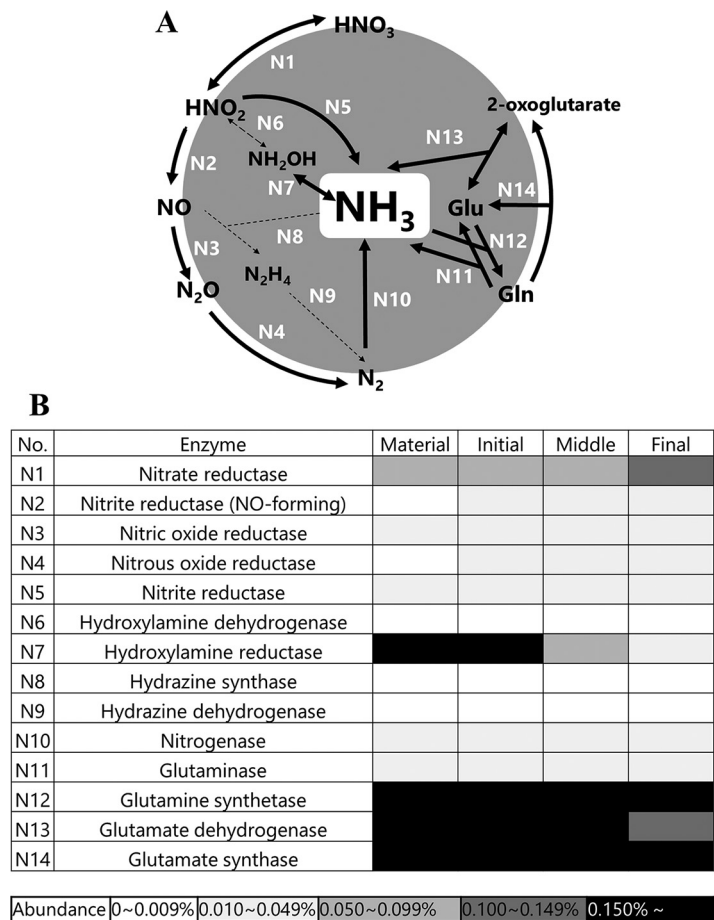 A
HNO₃
N1
HNO₂
N5
2-oxoglutarate
N6
N13
N2
NH₂OH
N7
N14
NO
NH₃
Glu
N8
N12
N3
N₂H₄
N11
N₂O
N9
N10
Gln
N4
N₂
B
No. Enzyme Material Initial Middle Final
N1 Nitrate reductase
N2 Nitrite reductase (NO-forming)
N3 Nitric oxide reductase
N4 Nitrous oxide reductase
N5 Nitrite reductase
N6 Hydroxylamine dehydrogenase
N7 Hydroxylamine reductase
N8 Hydrazine synthase
N9 Hydrazine dehydrogenase
N10 Nitrogenase
N11 Glutaminase
N12 Glutamine synthetase
N13 Glutamate dehydrogenase
N14 Glutamate synthase
Abundance 0~0.009% 0.010~0.049% 0.050~0.099% 0.100~0.149% 0.150% ~